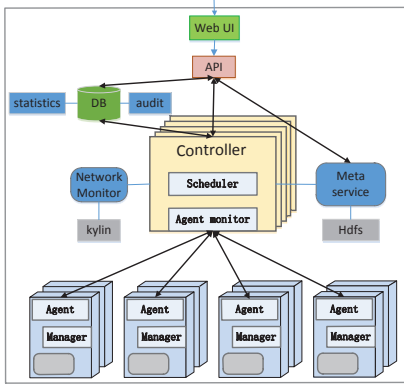 Web UI
API
statistics
DB
audit
Controller
Network
Monitor
Scheduler
Meta
service
Agent monitor
kylin
Hdfs
Agent
Agent
Agent
Agent
Manager
Manager
Manager
Manager